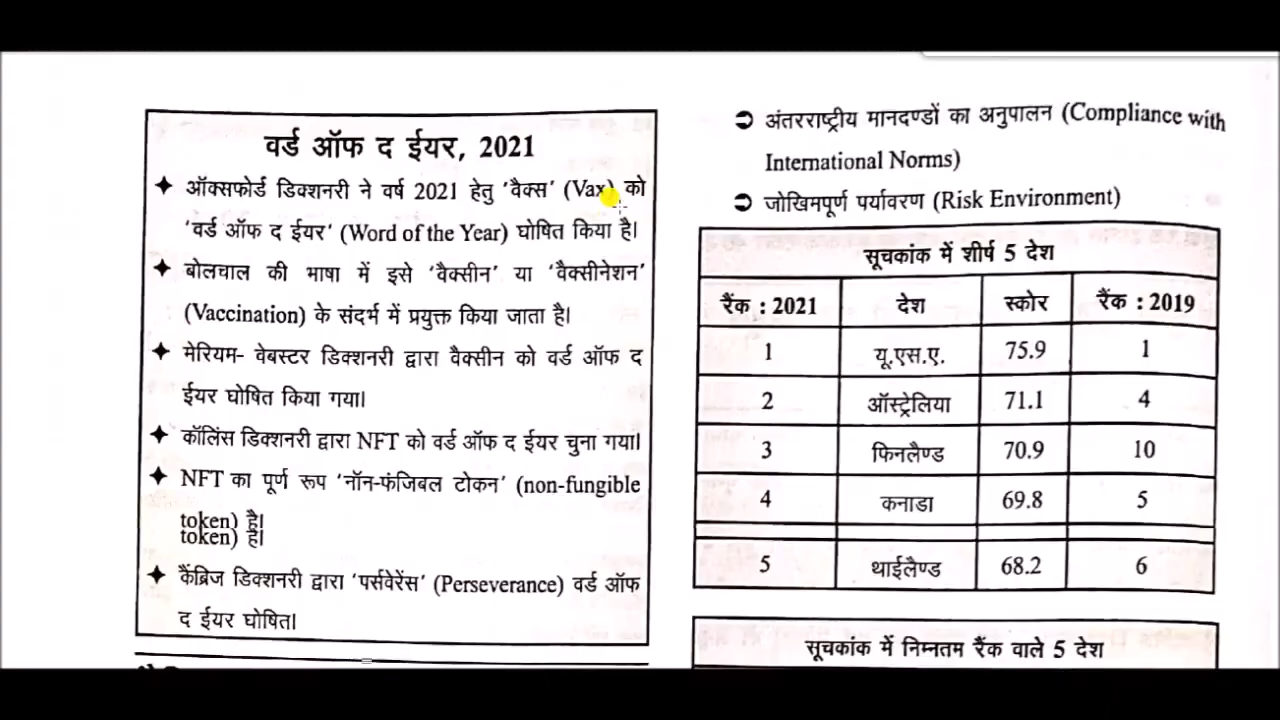 वर्ड ऑफ द ईयर, 2021
ऑक्सफोर्ड डिक्शनरी ने वर्ष 2021 हेतु 'वैक्स' (Vax) को
'वर्ड ऑफ द ईयर' (Word of the Year) घोषित किया है।
बोलचाल की भाषा में इसे 'वैक्सीन' या 'वैक्सीनेशन'
(Vaccination) के संदर्भ में प्रयुक्त किया जाता है।
मेरियम- वेबस्टर डिक्शनरी द्वारा वैक्सीन को वर्ड ऑफ द
ईयर घोषित किया गया।
कॉलिंस डिक्शनरी द्वारा NFT को वर्ड ऑफ द ईयर चुना गया।
NFT का पूर्ण रूप 'नॉन-फंजिबल टोकन' (non-fungible
token) है।
token) है।
कैंब्रिज डिक्शनरी द्वारा 'पर्सवेरेंस' (Perseverance) वर्ड ऑफ
द ईयर घोषित।
अंतरराष्ट्रीय मानदण्डों का अनुपालन (Compliance with
International Norms)
जोखिमपूर्ण पर्यावरण (Risk Environment)
सूचकांक में शीर्ष 5 देश
रैंक : 2021 देश स्कोर रैंक : 2019
1 यू.एस.ए. 75.9 1
2 ऑस्ट्रेलिया 71.1 4
3 फिनलैण्ड 70.9 10
4 कनाडा 69.8 5
5 थाईलैण्ड 68.2 6
सूचकांक में निम्नतम रैंक वाले 5 देश